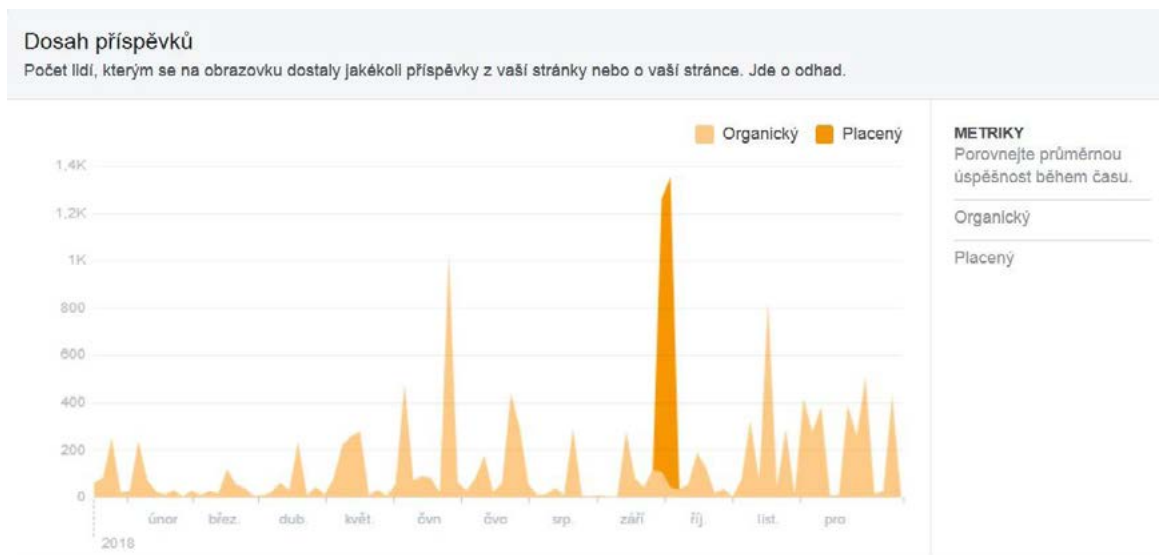 Dosah příspěvků
Počet lidí, kterým se na obrazovku dostaly jakékoli příspěvky z vaší stránky nebo o vaší stránce. Jde o odhad.
Organický Placený
METRIKY
Porovnejte průměrnou
úspěšnost během času.
Organický
Placený
1,4K
1,2K
1K
800
600
400
200
0
únor břez. dub. květ. čvn čvc srp. září říj. list. pro
2018